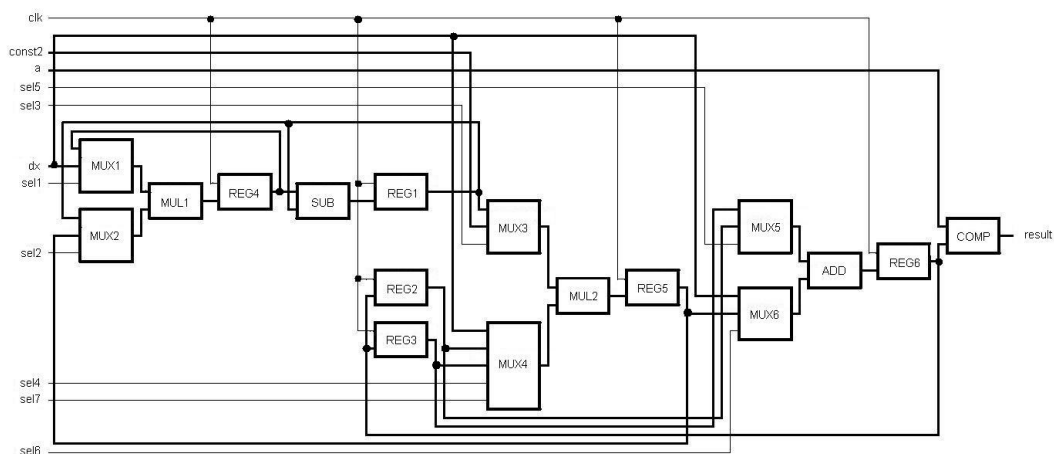 clk
const2
a
sel5
sel3
dx
sel1
sel2
sel4
sel7
sel6
MUX1
MUX2
MUL1
REG4
SUB
REG1
REG2
REG3
MUX3
MUX4
MUL2
REG5
MUX5
MUX6
ADD
REG6
COMP
result